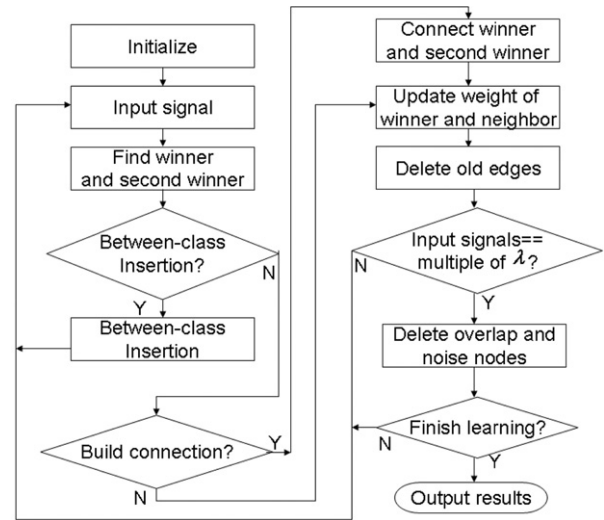 Initialize
Input signal
Find winner
and second winner
Between-class
Insertion?
N
Y
Between-class
Insertion
Build connection?
Y
N
Connect winner
and second winner
Update weight of
winner and neighbor
Delete old edges
Input signals==
multiple of λ?
N
Y
Delete overlap and
noise nodes
Finish learning?
N
Y
Output results